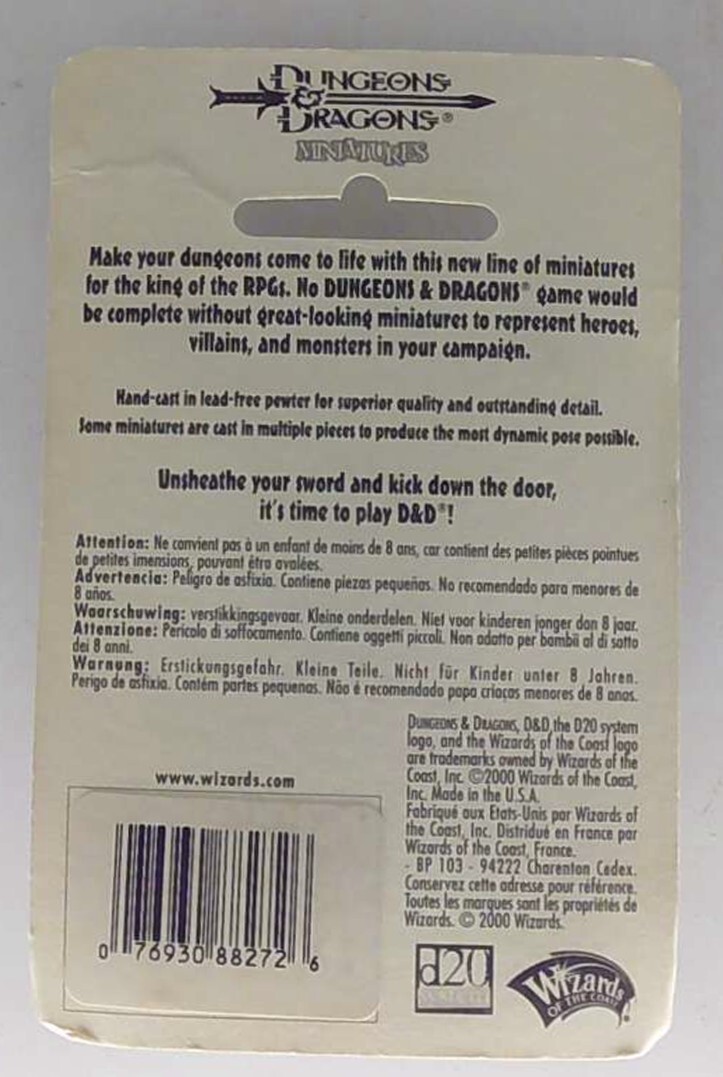 DUNGEONS
&
DRAGONS®
MINIATURES
Make your dungeons come to life with this new line of miniatures
for the king of the RPGs. No DUNGEONS & DRAGONS® game would
be complete without great-looking miniatures to represent heroes,
villains, and monsters in your campaign.
Hand-cast in lead-free pewter for superior quality and outstanding detail.
Some miniatures are cast in multiple pieces to produce the most dynamic pose possible.
Unsheathe your sword and kick down the door,
it's time to play D&D®!
Attention: Ne convient pas à un enfant de moins de 8 ans, car contient des petites pièces pointues
de petites imensions, pouvant être avalées.
Advertencia: Peligro de asfixia. Contiene piezas pequeñas. No recomendado para menores de
8 años.
Waarschuwing: verstikkingsgevaar. Kleine onderdelen. Niet voor kinderen jonger dan 8 jaar.
Attenzione: Pericolo di soffocamento. Contiene oggetti piccoli. Non adatto per bambii al di sotto
dei 8 anni.
Warnung: Erstickungsgefahr. Kleine Teile. Nicht für Kinder unter 8 Jahren.
Perigo de asfixia. Contém partes pequenas. Não é recomendado papa criaças menores de 8 anos.
DUNGEONS & DRAGONS, D&D, the D20 system
logo, and the Wizards of the Coast logo
are trademarks owned by Wizards of the
Coast, Inc. ©2000 Wizards of the Coast,
Inc. Made in the U.S.A.
Fabriqué aux Etats-Unis par Wizards of
the Coast, Inc. Distridué en France par
Wizards of the Coast, France.
- BP 103 - 94222 Charenton Cedex.
Conservez cette adresse pour référence.
Toutes les marques sont les propriétés de
Wizards. © 2000 Wizards.
www.wizards.com
0 76930 88272 6
d20
SYSTEM
Wizards
OF THE COAST